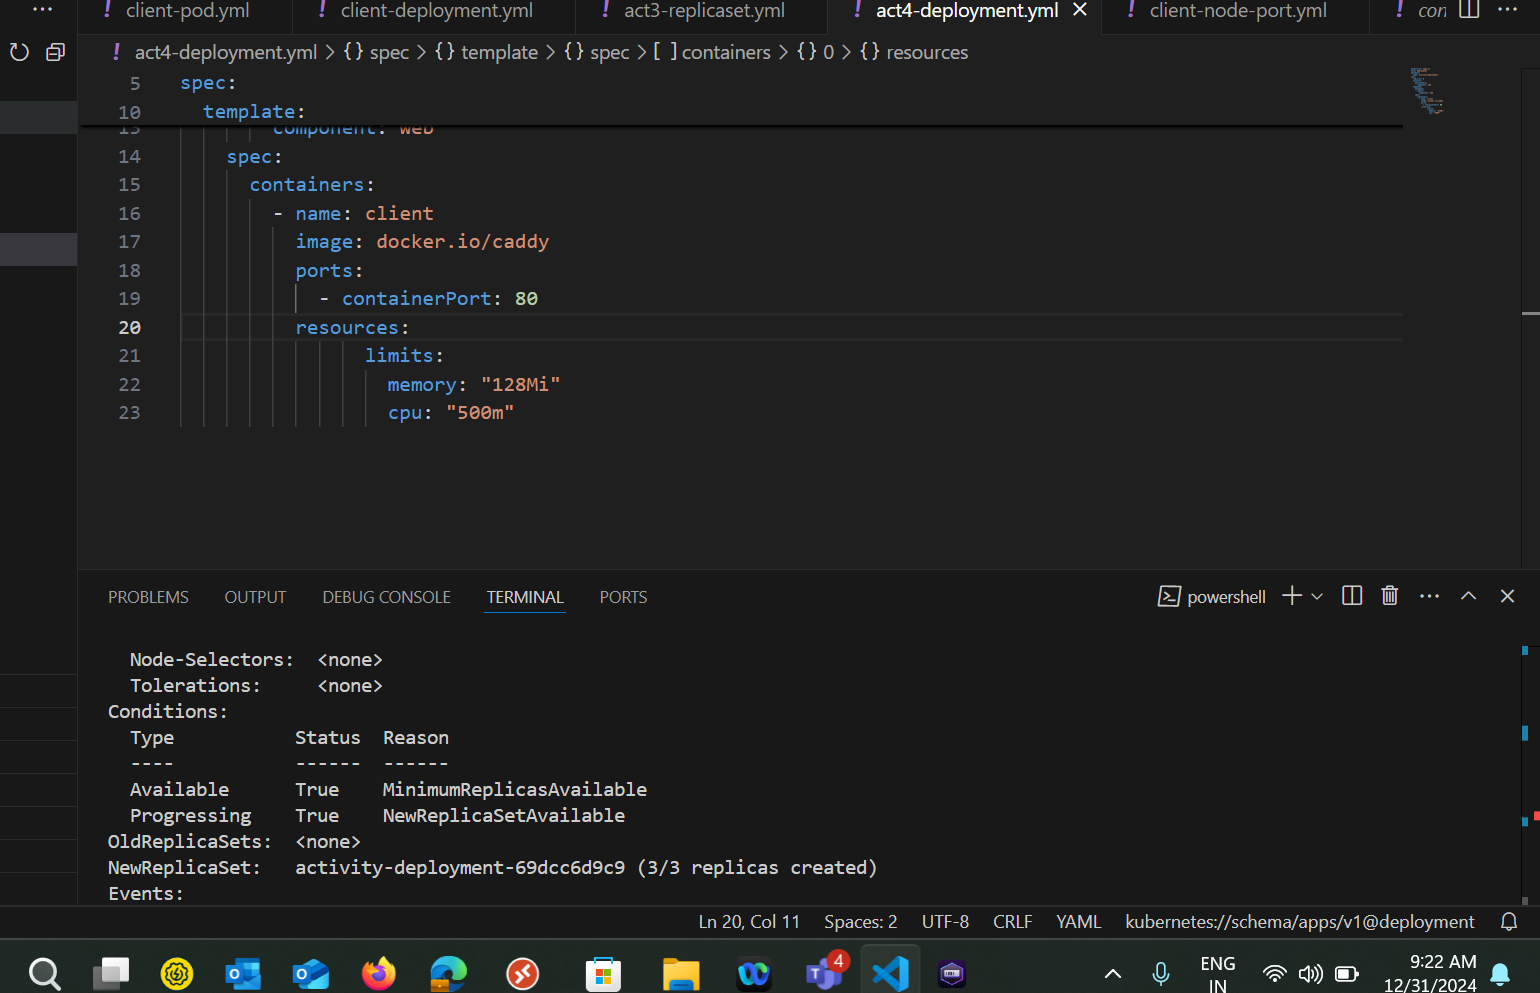 client-pod.yml
client-deployment.yml
act3-replicaset.yml
act4-deployment.yml
client-node-port.yml
con
act4-deployment.yml > {} spec > {} template > {} spec > [ ] containers > {} 0 > {} resources
5 spec:
10 template:
13 component: web
14 spec:
15 containers:
16 - name: client
17 image: docker.io/caddy
18 ports:
19 - containerPort: 80
20 resources:
21 limits:
22 memory: "128Mi"
23 cpu: "500m"
PROBLEMS OUTPUT DEBUG CONSOLE TERMINAL PORTS
powershell
Node-Selectors: <none>
Tolerations: <none>
Conditions:
Type Status Reason
---- ------ ------
Available True MinimumReplicasAvailable
Progressing True NewReplicaSetAvailable
OldReplicaSets: <none>
NewReplicaSet: activity-deployment-69dcc6d9c9 (3/3 replicas created)
Events:
Ln 20, Col 11 Spaces: 2 UTF-8 CRLF YAML kubernetes://schema/apps/v1@deployment
4
ENG
IN
9:22 AM
12/31/2024